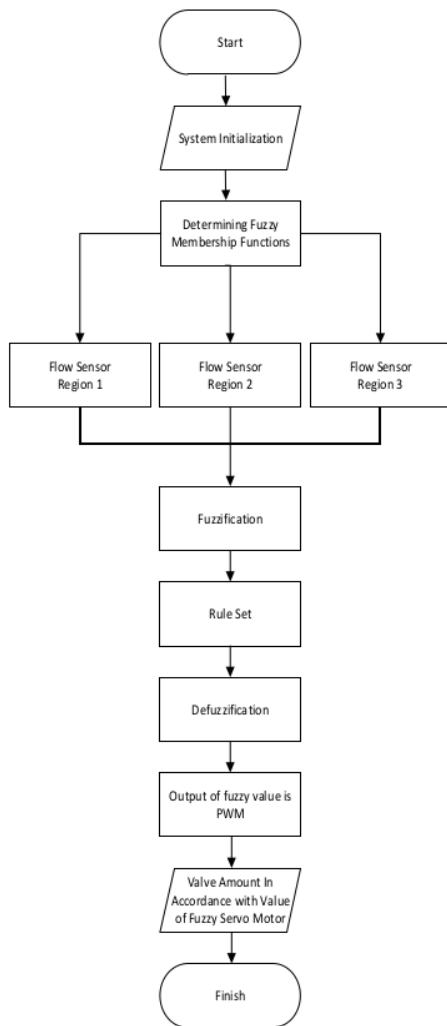 Start
System Initialization
Determining Fuzzy
Membership Functions
Flow Sensor
Region 1
Flow Sensor
Region 2
Flow Sensor
Region 3
Fuzzification
Rule Set
Defuzzification
Output of fuzzy value is
PWM
Valve Amount In
Accordance with Value
of Fuzzy Servo Motor
Finish